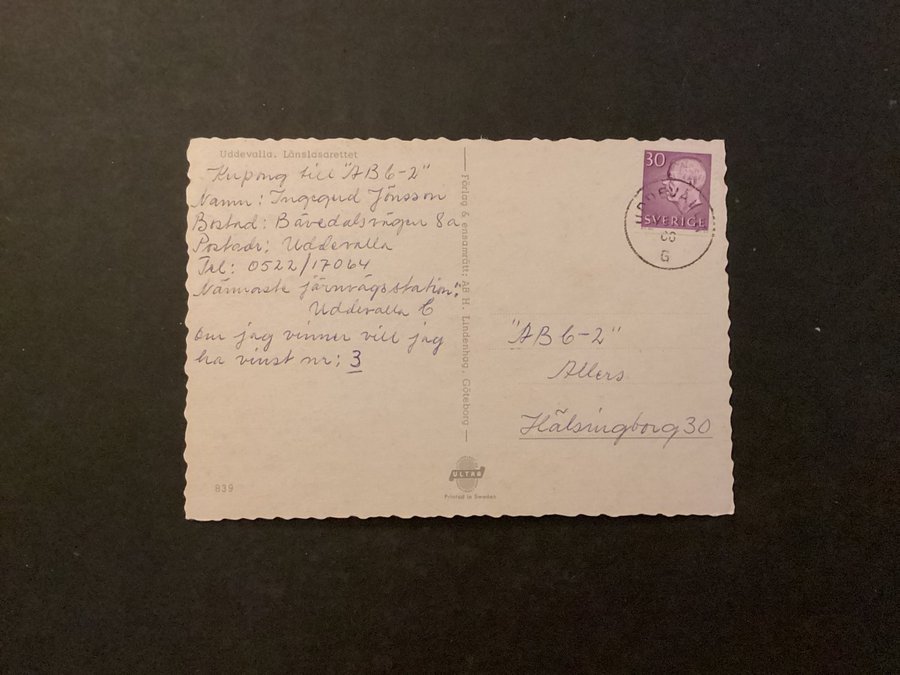 Uddevalla. Länslasarettet
Kupong till "AB 6-2"
Namn: Ingegerd Jönsson
Bostad: Bävedalsvägen 8a
Postadr: Uddevalla
Tel: 0522/17064
Närmaste järnvägsstation:
Uddevalla C
Om jag vinner vill jag
ha vinst nr: 3
839
Förlag & ensamrätt: AB H. Lindenhag, Göteborg
ULTRA
Printed in Sweden
30
SVERIGE
UDDEVALLA
G
"AB 6-2"
Allers
Hälsingborg 30